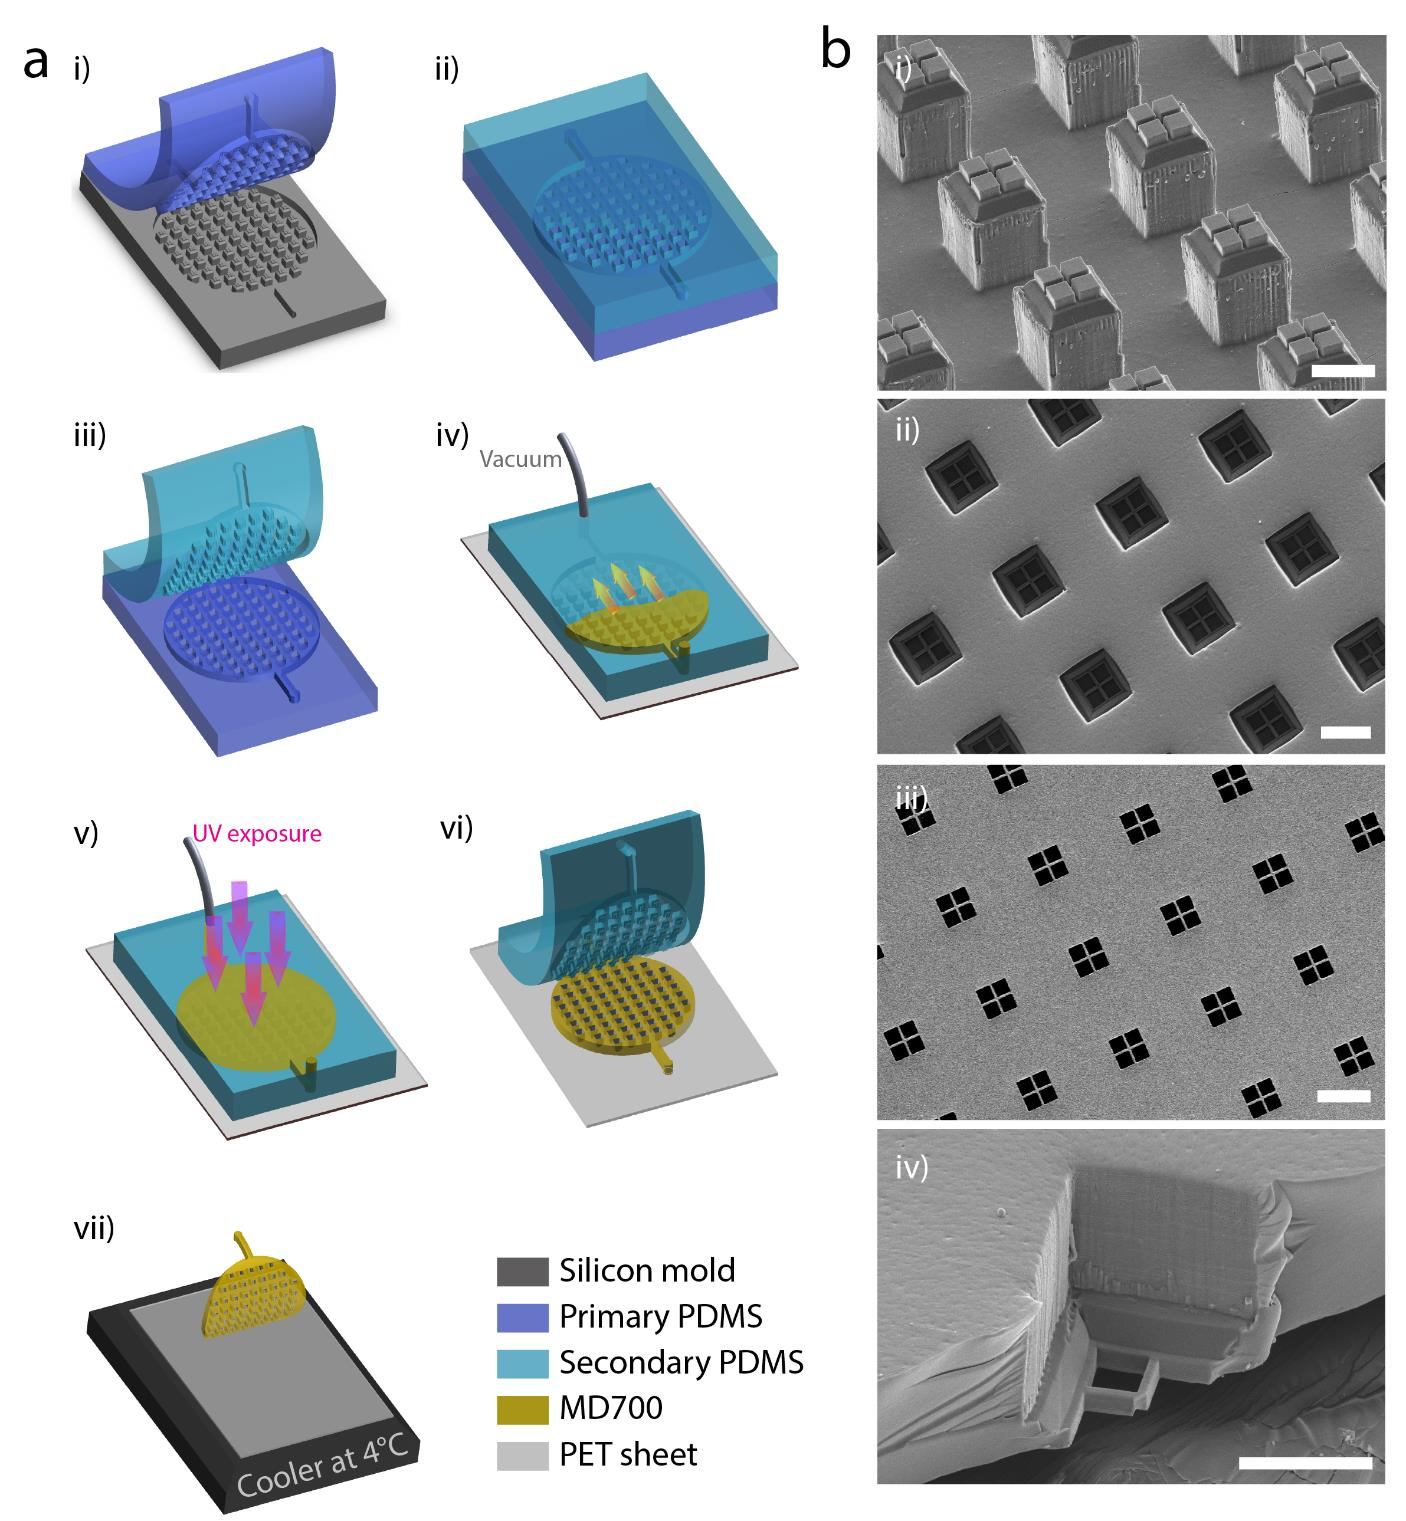 a
i)
ii)
iii)
iv)
Vacuum
v)
UV exposure
vi)
vii)
Cooler at 4°C
Silicon mold
Primary PDMS
Secondary PDMS
MD700
PET sheet
b
i)
ii)
iii)
iv)